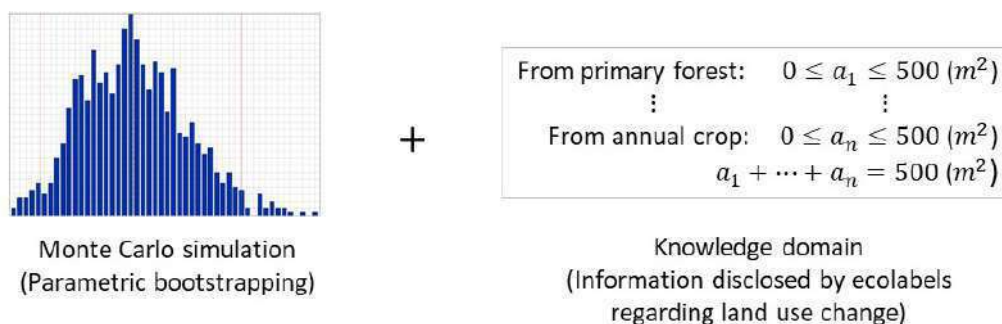 From primary forest: 0 ≤ a₁ ≤ 500 (m²)
⋮ ⋮
From annual crop: 0 ≤ aₙ ≤ 500 (m²)
a₁ + ⋯ + aₙ = 500 (m²)
+
Monte Carlo simulation
(Parametric bootstrapping)
Knowledge domain
(Information disclosed by ecolabels
regarding land use change)